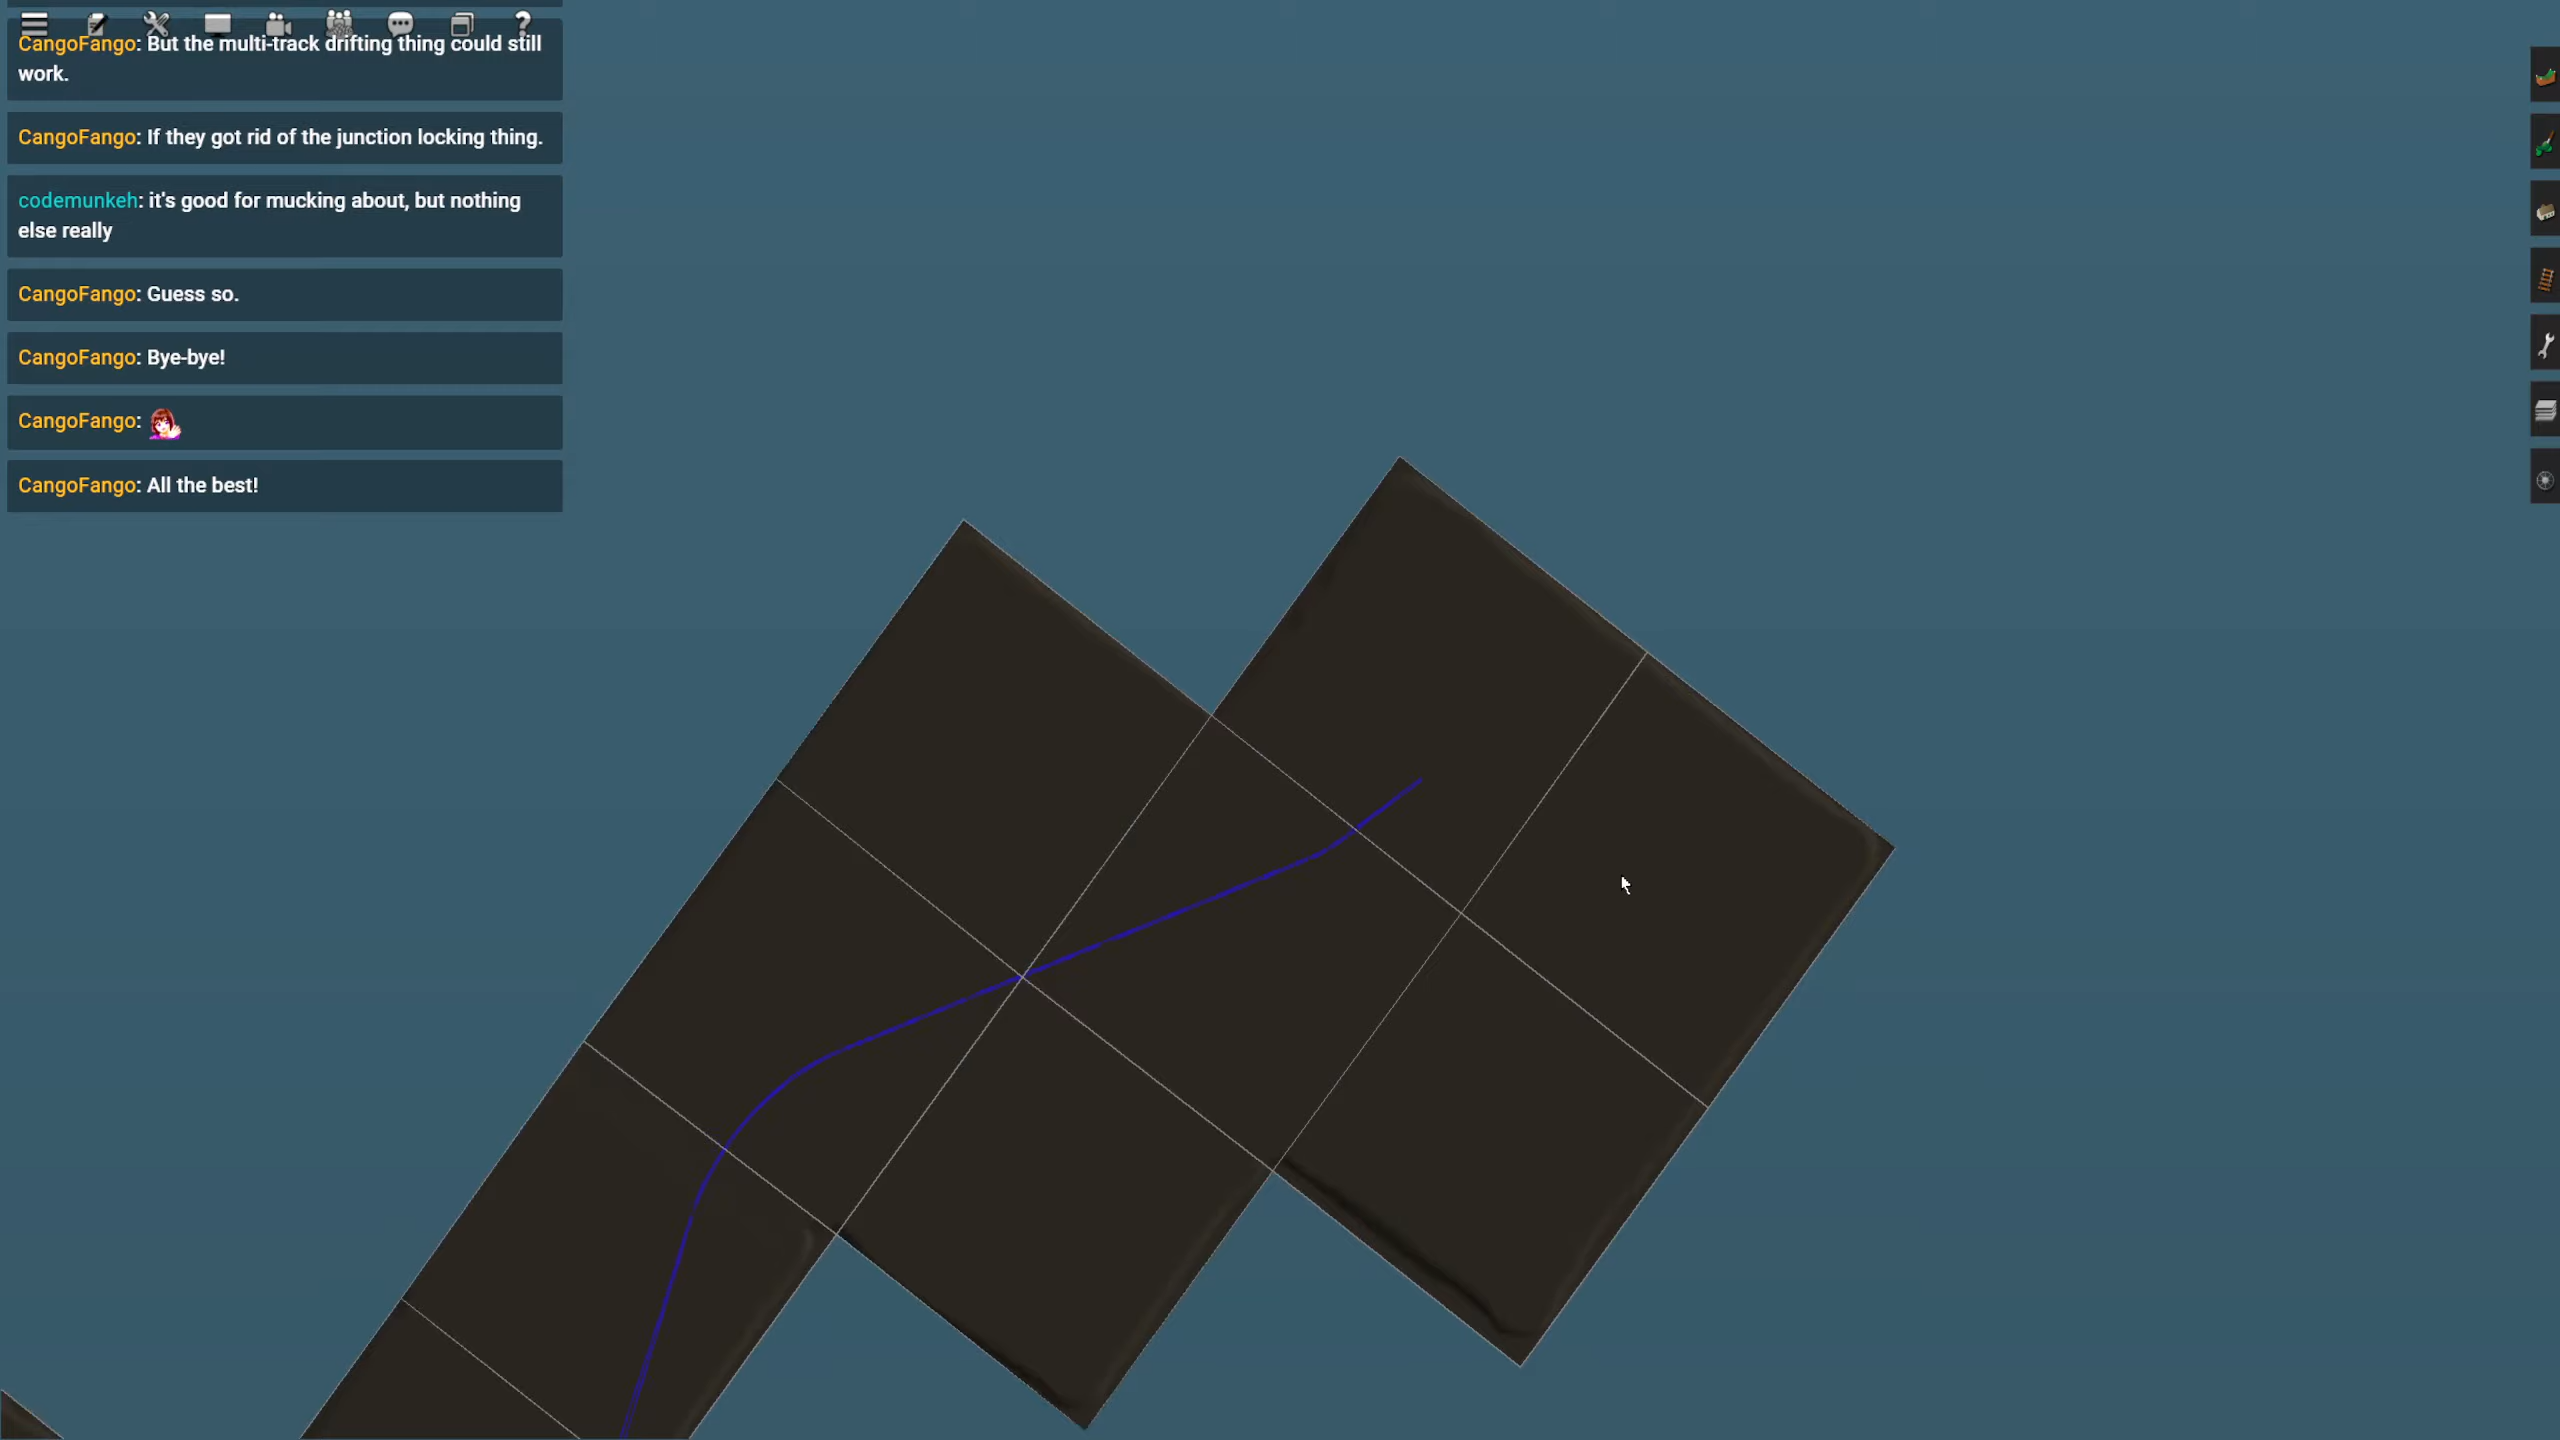 CangoFango: But the multi-track drifting thing could still
work.
CangoFango: If they got rid of the junction locking thing.
codemunkeh: it's good for mucking about, but nothing
else really
CangoFango: Guess so.
CangoFango: Bye-bye!
CangoFango:
CangoFango: All the best!